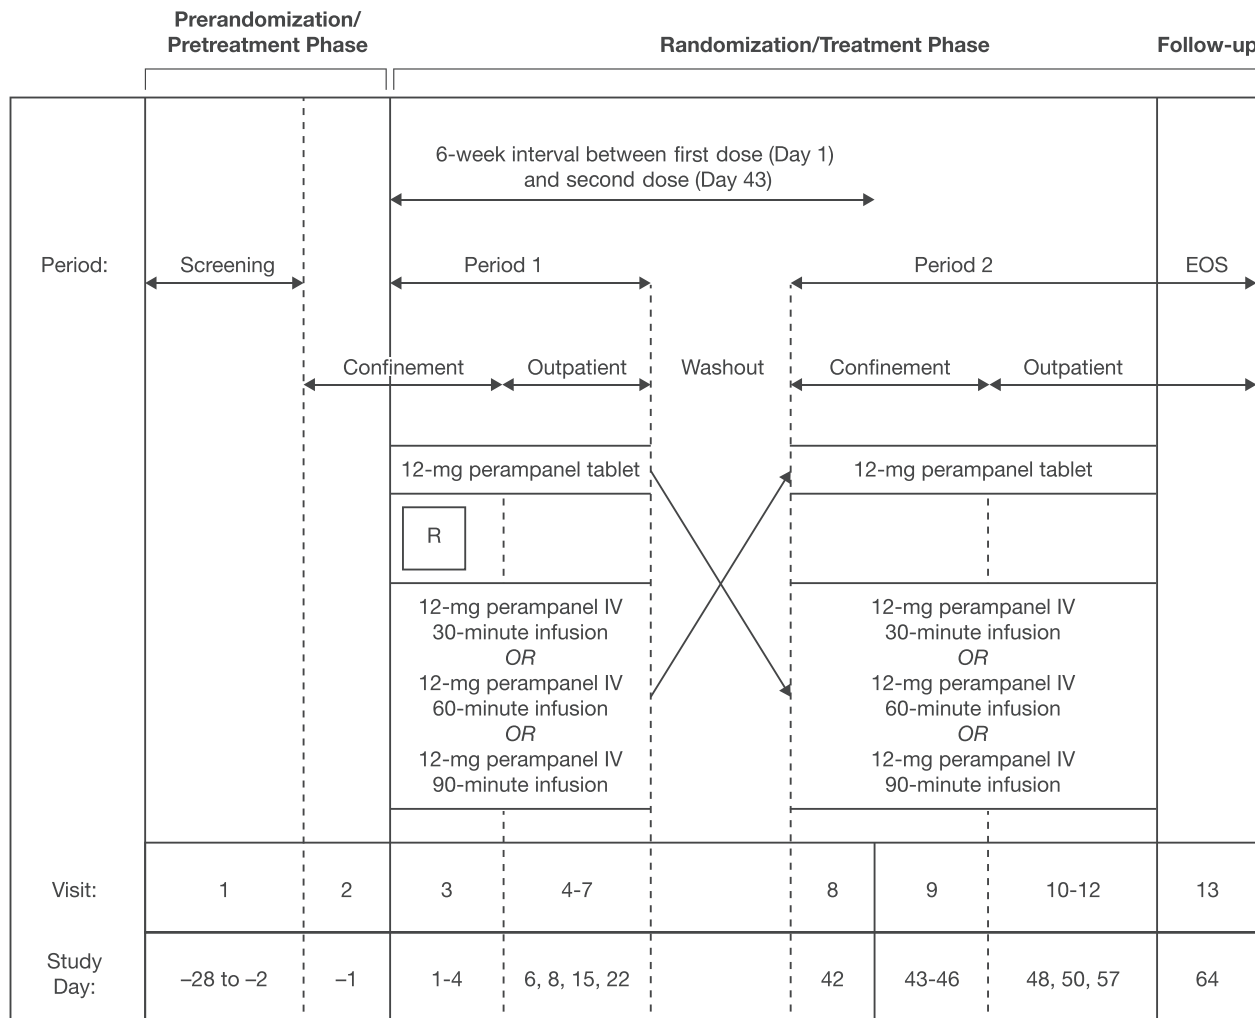 Prerandomization/
Pretreatment Phase
Randomization/Treatment Phase
Follow-up
6-week interval between first dose (Day 1)
and second dose (Day 43)
Period:
Screening
Period 1
Period 2
EOS
Confinement
Outpatient
Washout
Confinement
Outpatient
12-mg perampanel tablet
12-mg perampanel tablet
R
12-mg perampanel IV
30-minute infusion
OR
12-mg perampanel IV
60-minute infusion
OR
12-mg perampanel IV
90-minute infusion
12-mg perampanel IV
30-minute infusion
OR
12-mg perampanel IV
60-minute infusion
OR
12-mg perampanel IV
90-minute infusion
Visit:
1
2
3
4-7
8
9
10-12
13
Study
Day:
–28 to –2
–1
1-4
6, 8, 15, 22
42
43-46
48, 50, 57
64